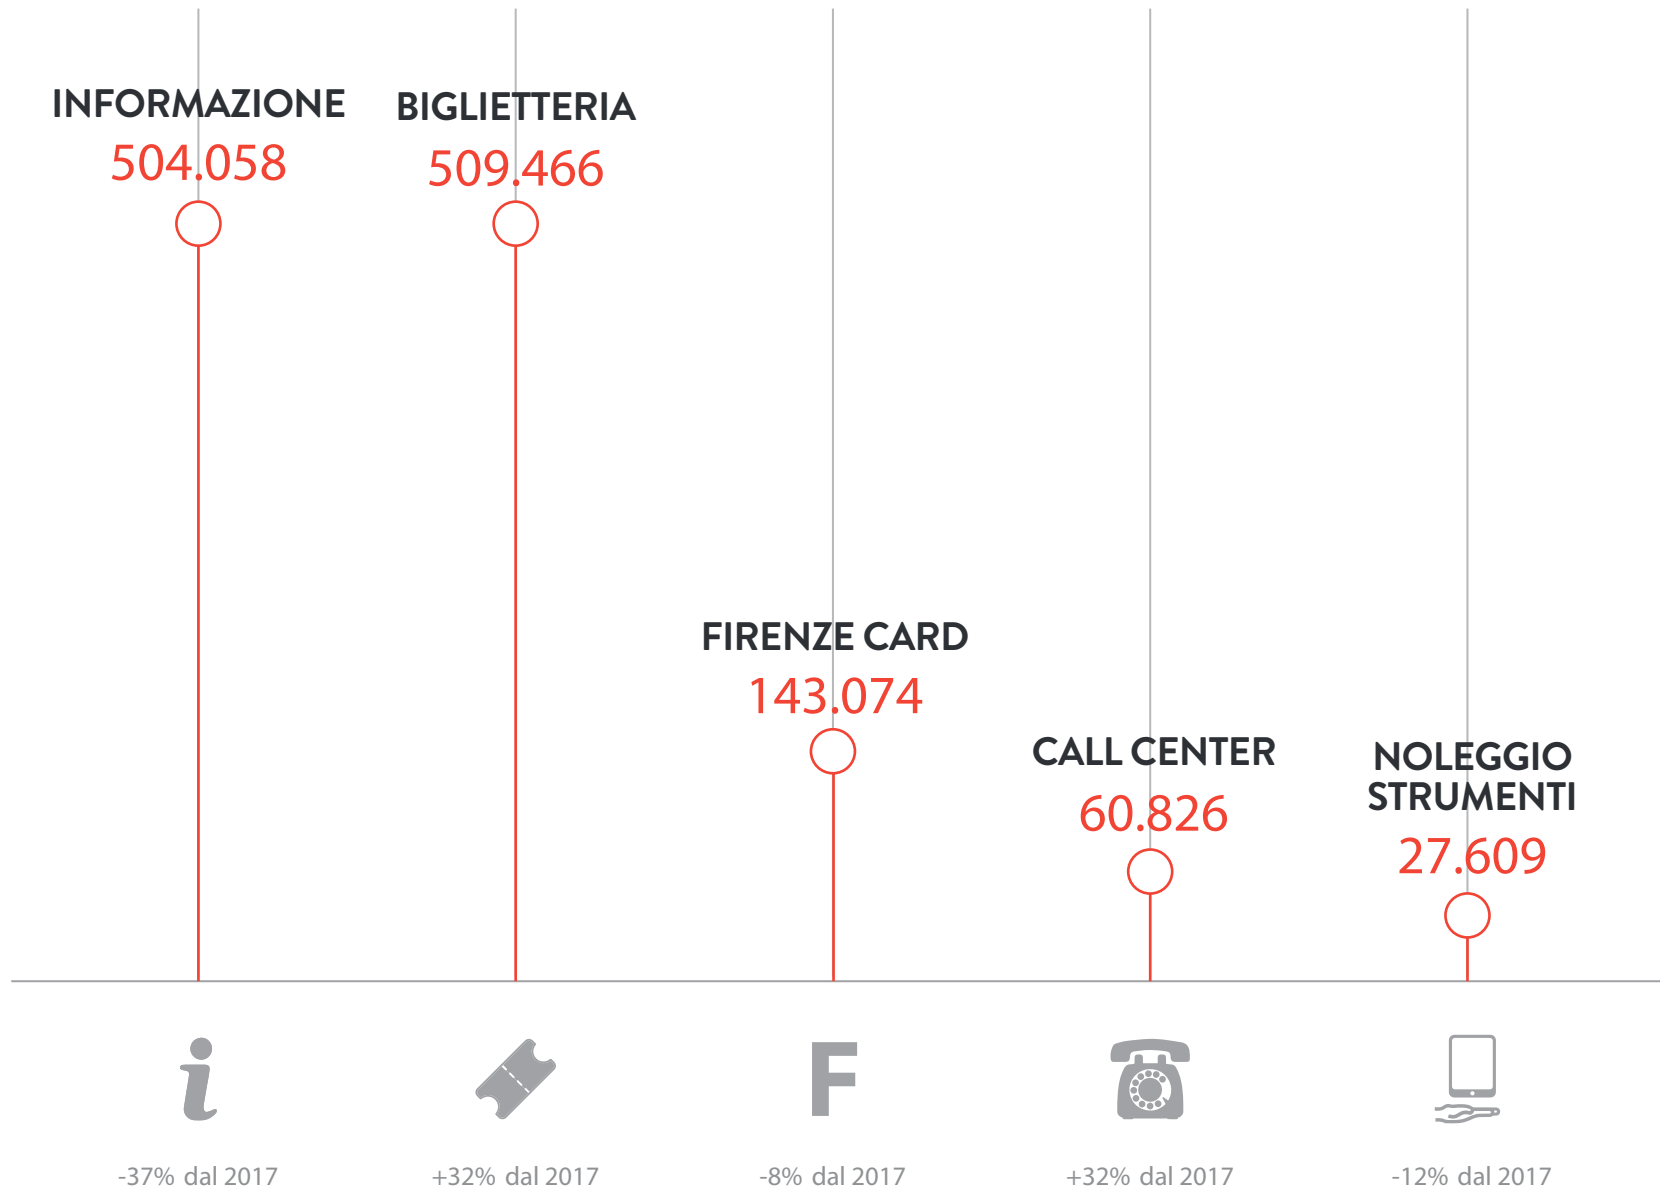 INFORMAZIONE
504.058
BIGLIETTERIA
509.466
FIRENZE CARD
143.074
CALL CENTER
60.826
NOLEGGIO
STRUMENTI
27.609
i
F
-37% dal 2017
+32% dal 2017
-8% dal 2017
+32% dal 2017
-12% dal 2017